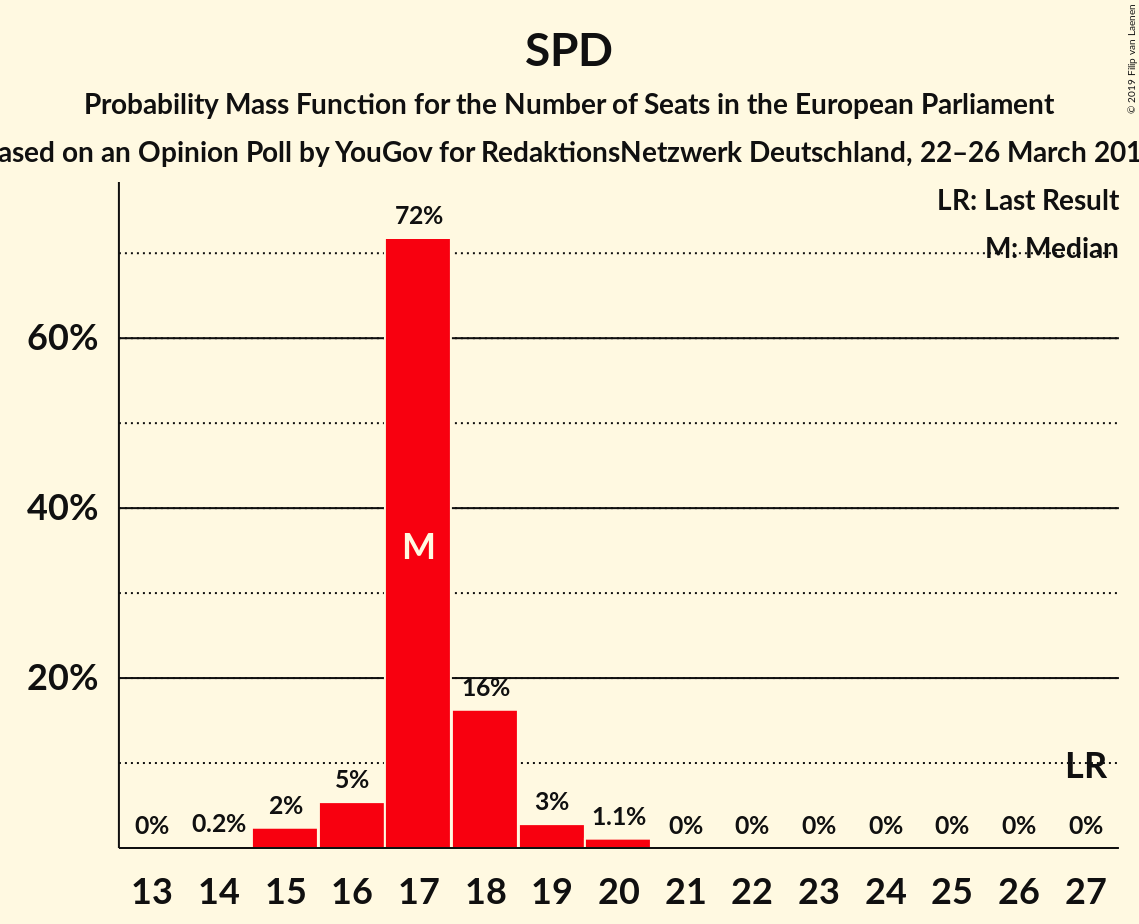 SPD
Probability Mass Function for the Number of Seats in the European Parliament
ased on an Opinion Poll by YouGov for RedaktionsNetzwerk Deutschland, 22–26 March 201
© 2019 Filip van Laenen
LR: Last Result
M: Median
72%
60%
40%
M
20%
16%
LR
5%
2%
3%
1.1%
0%
0.2%
0%
0%
0%
0%
0%
0%
0%
13 14 15 16 17 18 19 20 21 22 23 24 25 26 27